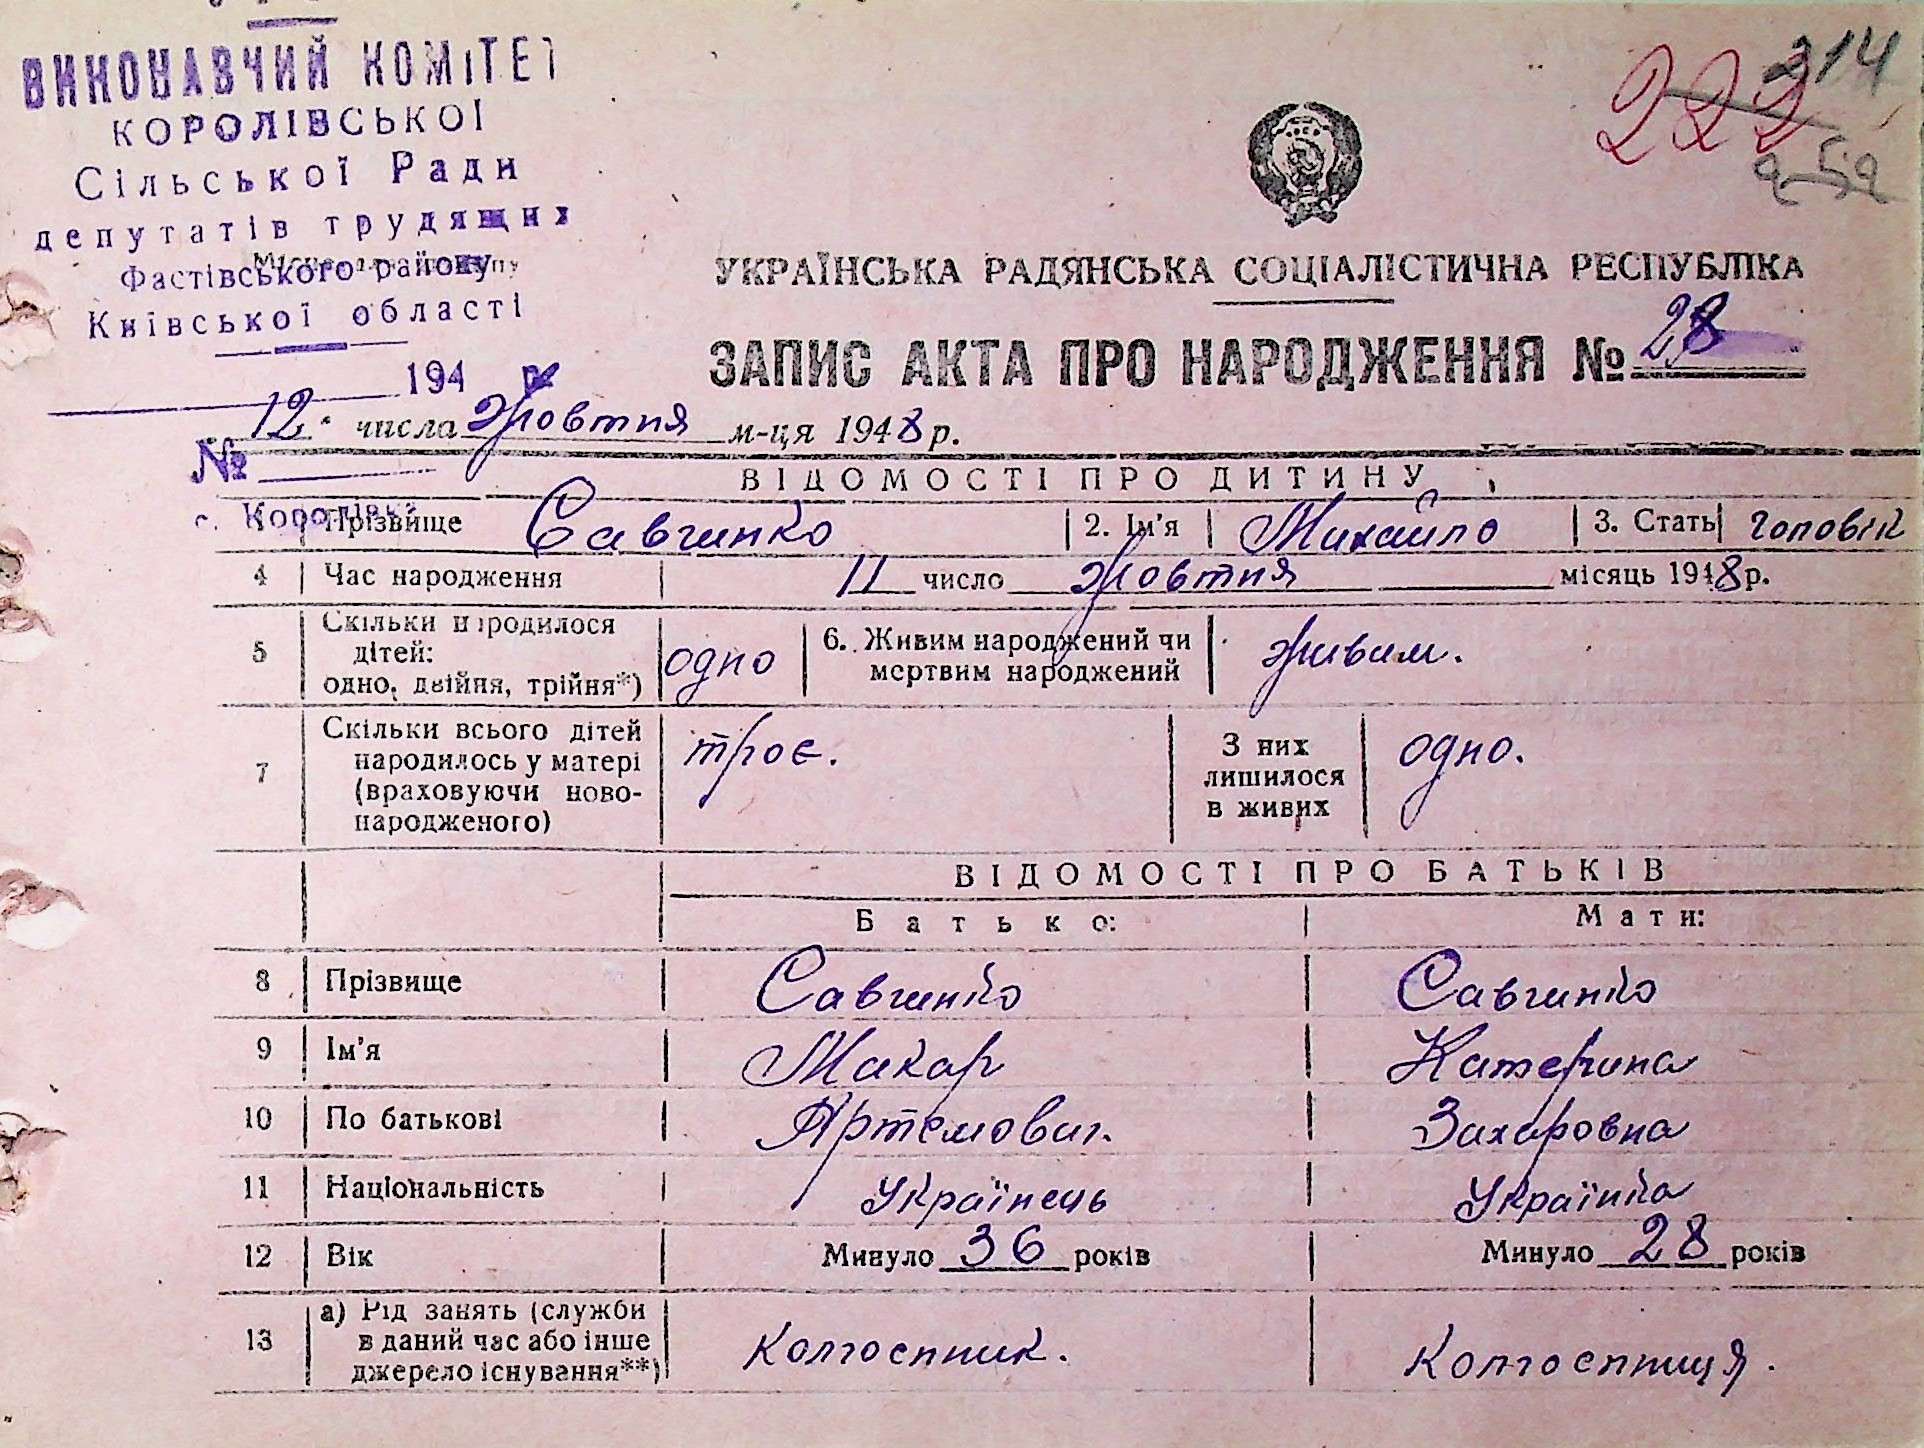 ВИКОНАВЧИЙ КОМІТЕТ
КОРОЛІВСЬКОЇ
Сільської Ради
депутатів трудящих
Фастівського району
Київської області
194 р.
№
с. Королівка
314
222
УКРАЇНСЬКА РАДЯНСЬКА СОЦІАЛІСТИЧНА РЕСПУБЛІКА
ЗАПИС АКТА ПРО НАРОДЖЕННЯ № 28
12 числа Жовтня м-ця 1948 р.
ВІДОМОСТІ ПРО ДИТИНУ
1 Прізвище Савченко 2. Ім'я Михайло 3. Стать чоловік
4 Час народження 11 число жовтня місяць 1948 р.
5 Скільки народилося
дітей:
одно, двійня, трійня*) одно 6. Живим народжений чи
мертвим народжений живим.
7 Скільки всього дітей
народилось у матері
(враховуючи ново-
народженого) троє. З них
лишилося
в живих одно.
ВІДОМОСТІ ПРО БАТЬКІВ
Батько: Мати:
8 Прізвище Савченко Савченко
9 Ім'я Макар Катерина
10 По батькові Артемович. Захаровна
11 Національність Українець Українка
12 Вік Минуло 36 років Минуло 28 років
13 а) Рід занять (служби
в даний час або інше
джерело існування**) Колгоспник. Колгоспниця.